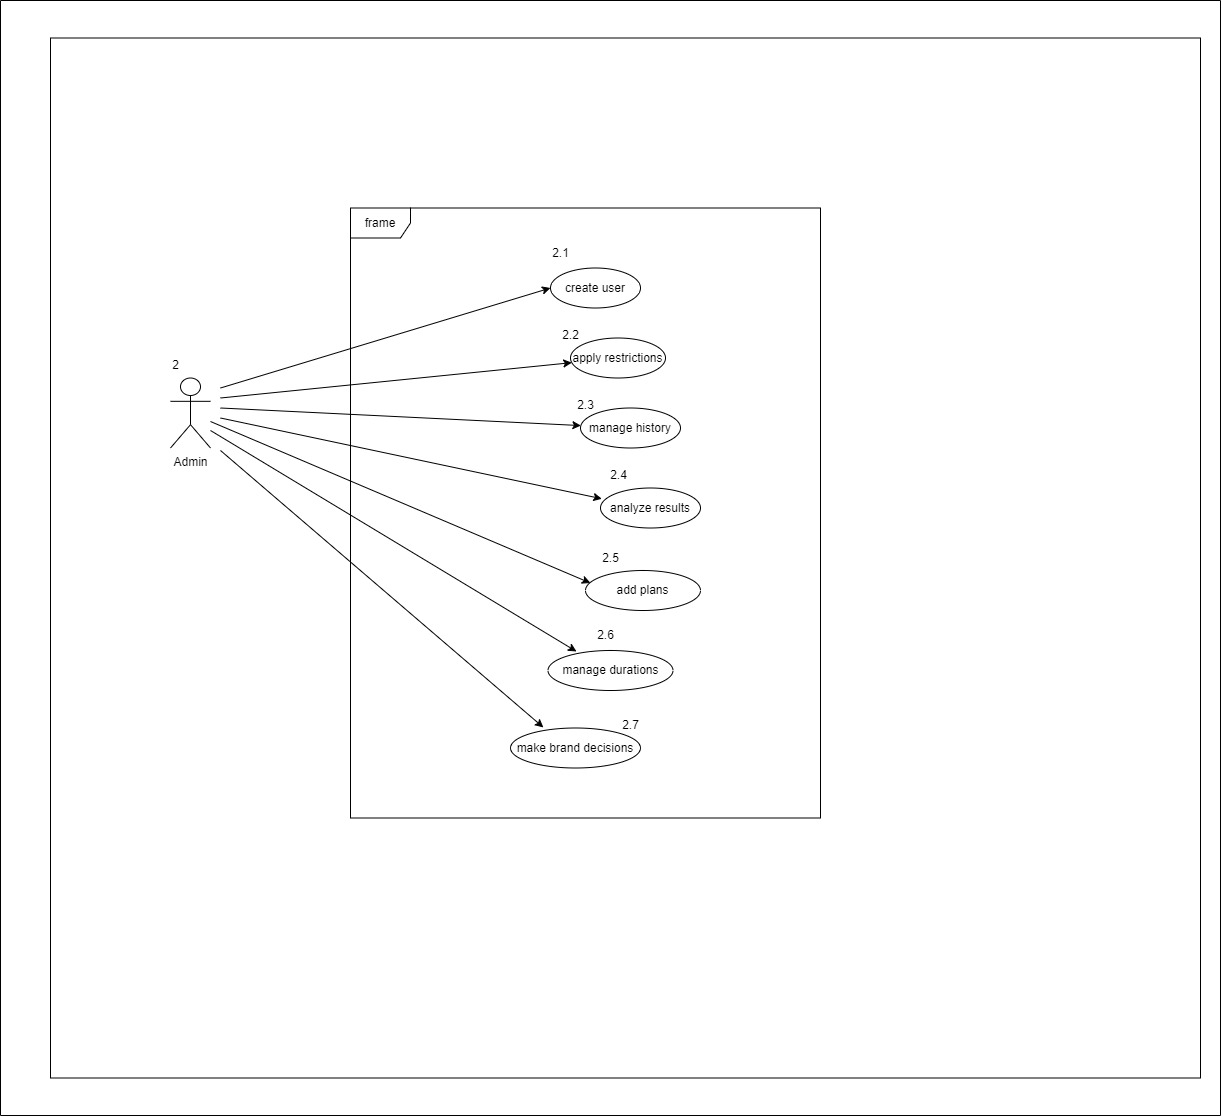 frame
2.1
create user
2.2
apply restrictions
2
2.3
manage history
Admin
2.4
analyze results
2.5
add plans
2.6
manage durations
2.7
make brand decisions